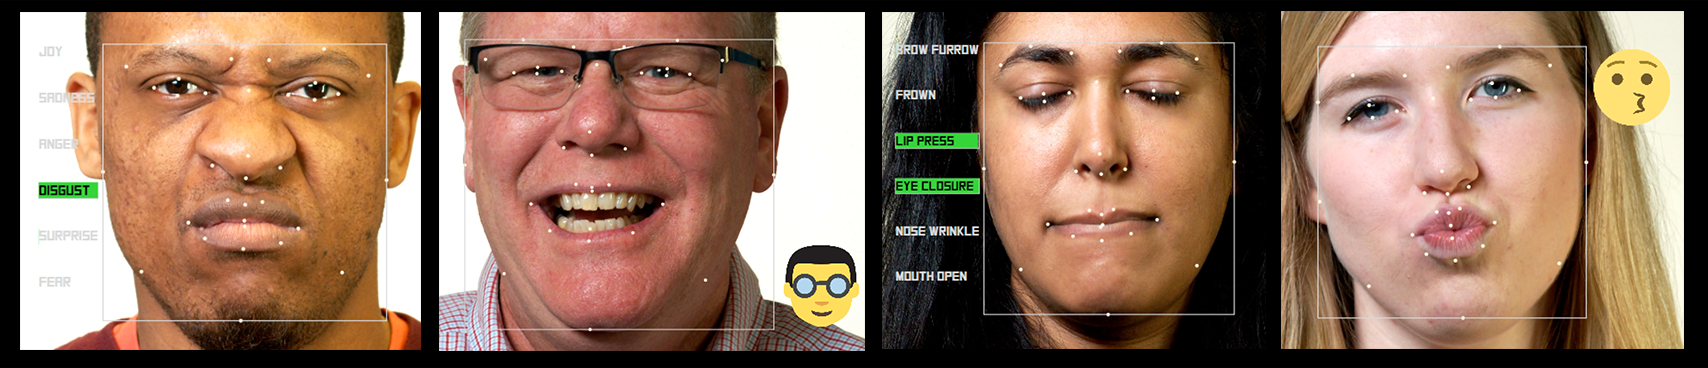 JOY
SADNESS
ANGER
DISGUST
SURPRISE
FEAR
BROW FURROW
FROWN
LIP PRESS
EYE CLOSURE
NOSE WRINKLE
MOUTH OPEN